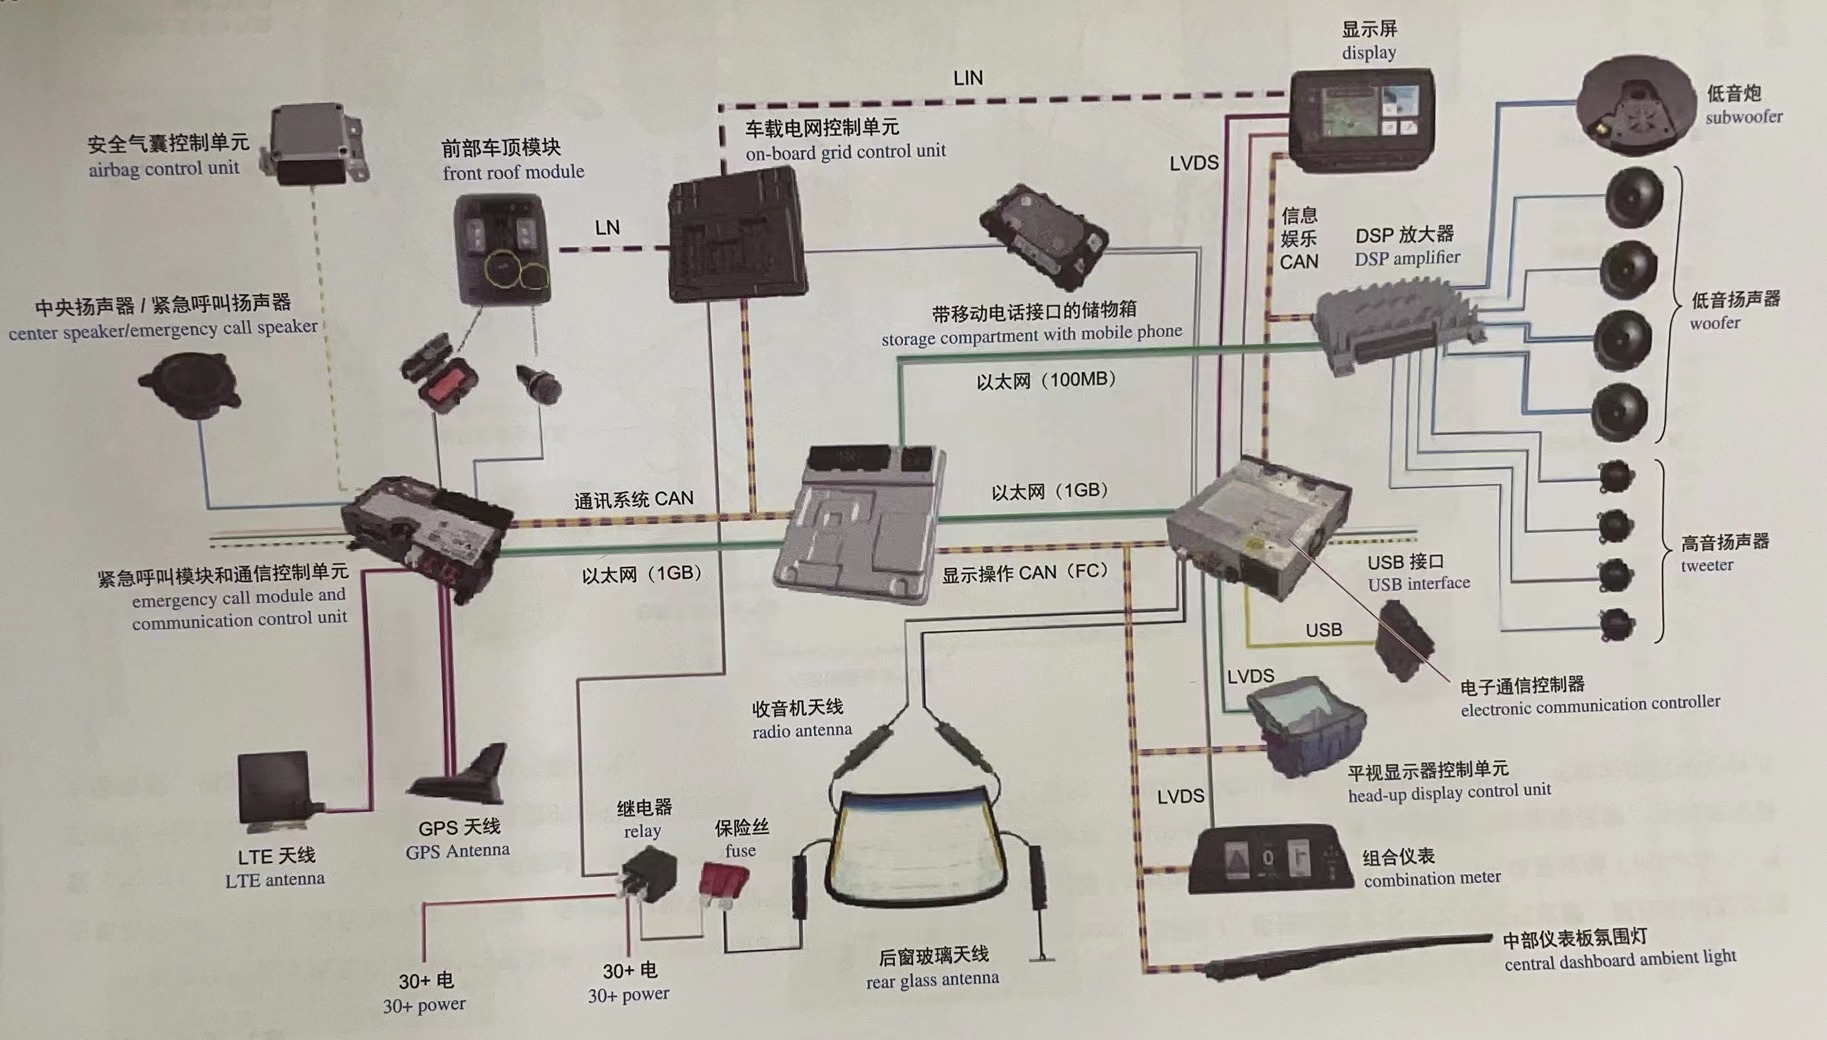 显示屏
display
LIN
低音炮
subwoofer
安全气囊控制单元
airbag control unit
前部车顶模块
front roof module
车载电网控制单元
on-board grid control unit
LVDS
LN
信息
娱乐
CAN
DSP 放大器
DSP amplifier
中央扬声器 / 紧急呼叫扬声器
center speaker/emergency call speaker
带移动电话接口的储物箱
storage compartment with mobile phone
低音扬声器
woofer
以太网（100MB）
通讯系统 CAN
以太网（1GB）
高音扬声器
tweeter
紧急呼叫模块和通信控制单元
emergency call module and
communication control unit
以太网（1GB）
显示操作 CAN（FC）
USB 接口
USB interface
USB
LVDS
电子通信控制器
electronic communication controller
收音机天线
radio antenna
平视显示器控制单元
head-up display control unit
LVDS
GPS 天线
GPS Antenna
LTE 天线
LTE antenna
继电器
relay
保险丝
fuse
0
组合仪表
combination meter
后窗玻璃天线
rear glass antenna
中部仪表板氛围灯
central dashboard ambient light
30+ 电
30+ power
30+ 电
30+ power